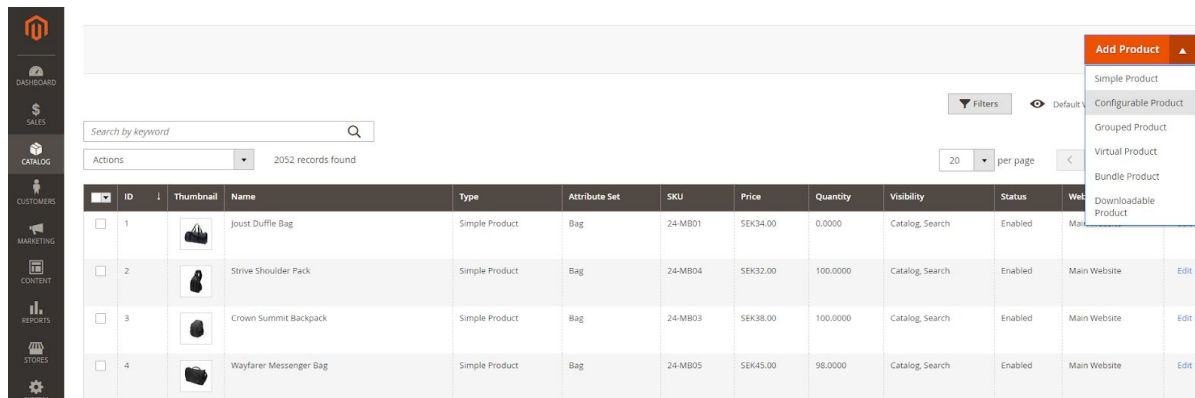 Add Product
Simple Product
Configurable Product
Grouped Product
Virtual Product
Bundle Product
Downloadable
Product
DASHBOARD
SALES
CATALOG
CUSTOMERS
MARKETING
CONTENT
REPORTS
STORES
Filters
Default
Search by keyword
Actions
2052 records found
20
per page
ID Thumbnail Name Type Attribute Set SKU Price Quantity Visibility Status
1 Joust Duffle Bag Simple Product Bag 24-MB01 SEK34.00 0.0000 Catalog, Search Enabled
2 Strive Shoulder Pack Simple Product Bag 24-MB04 SEK32.00 100.0000 Catalog, Search Enabled Main Website Edit
3 Crown Summit Backpack Simple Product Bag 24-MB03 SEK38.00 100.0000 Catalog, Search Enabled Main Website Edit
4 Wayfarer Messenger Bag Simple Product Bag 24-MB05 SEK45.00 98.0000 Catalog, Search Enabled Main Website Edit